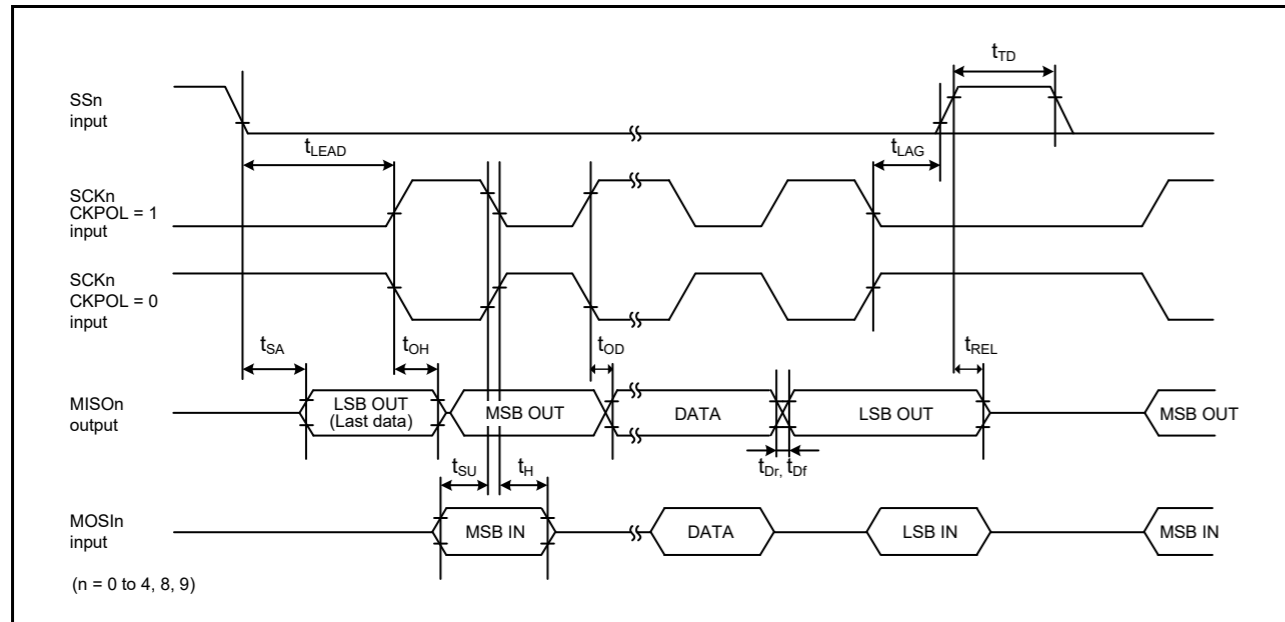 tTD
SSn
input
tLEAD
tLAG
SCKn
CKPOL = 1
input
SCKn
CKPOL = 0
input
tSA
tOH
tOD
tREL
MISOn
output
LSB OUT
(Last data)
MSB OUT
DATA
LSB OUT
MSB OUT
tSU
tH
tDr, tDf
MOSIn
input
MSB IN
DATA
LSB IN
MSB IN
(n = 0 to 4, 8, 9)